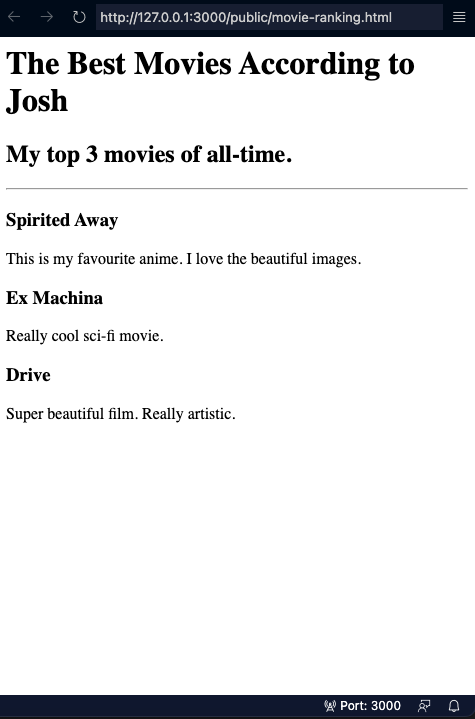 http://127.0.0.1:3000/public/movie-ranking.html
The Best Movies According to
Josh
My top 3 movies of all-time.
Spirited Away
This is my favourite anime. I love the beautiful images.
Ex Machina
Really cool sci-fi movie.
Drive
Super beautiful film. Really artistic.
Port: 3000